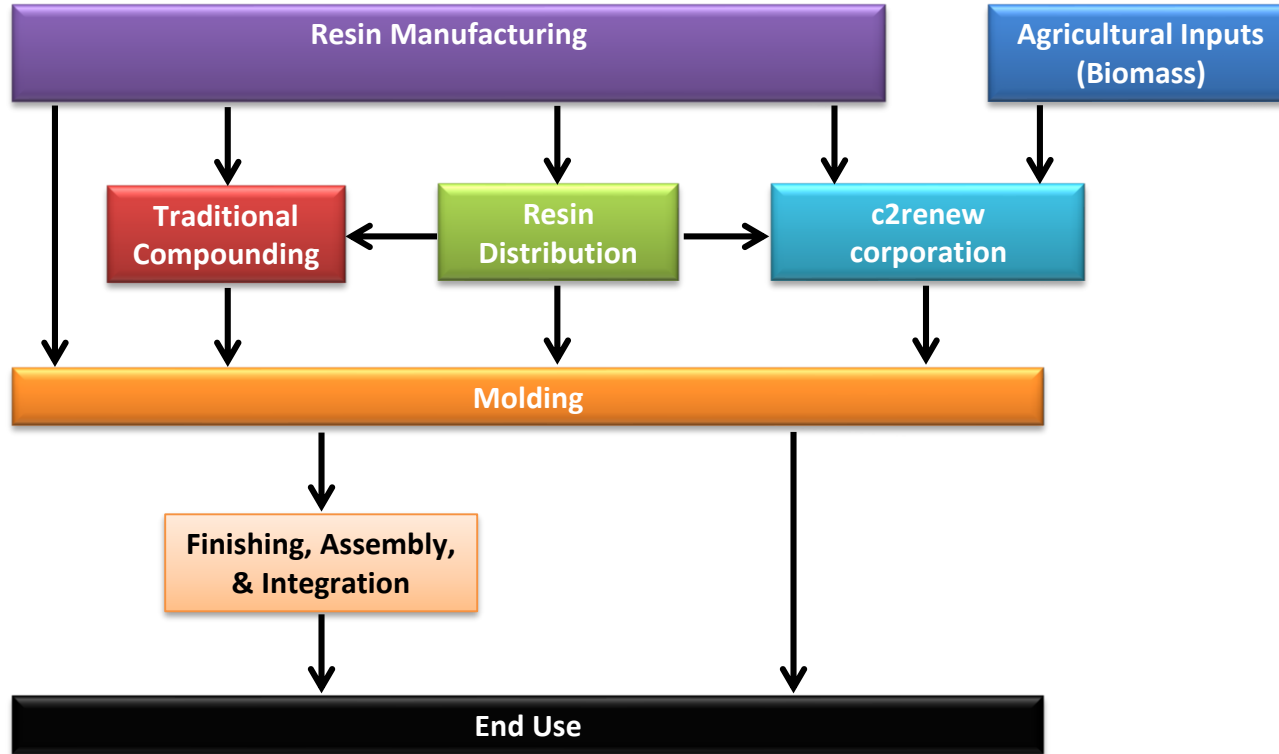 Resin Manufacturing
Agricultural Inputs
(Biomass)
Traditional
Compounding
Resin
Distribution
c2renew
corporation
Molding
Finishing, Assembly,
& Integration
End Use